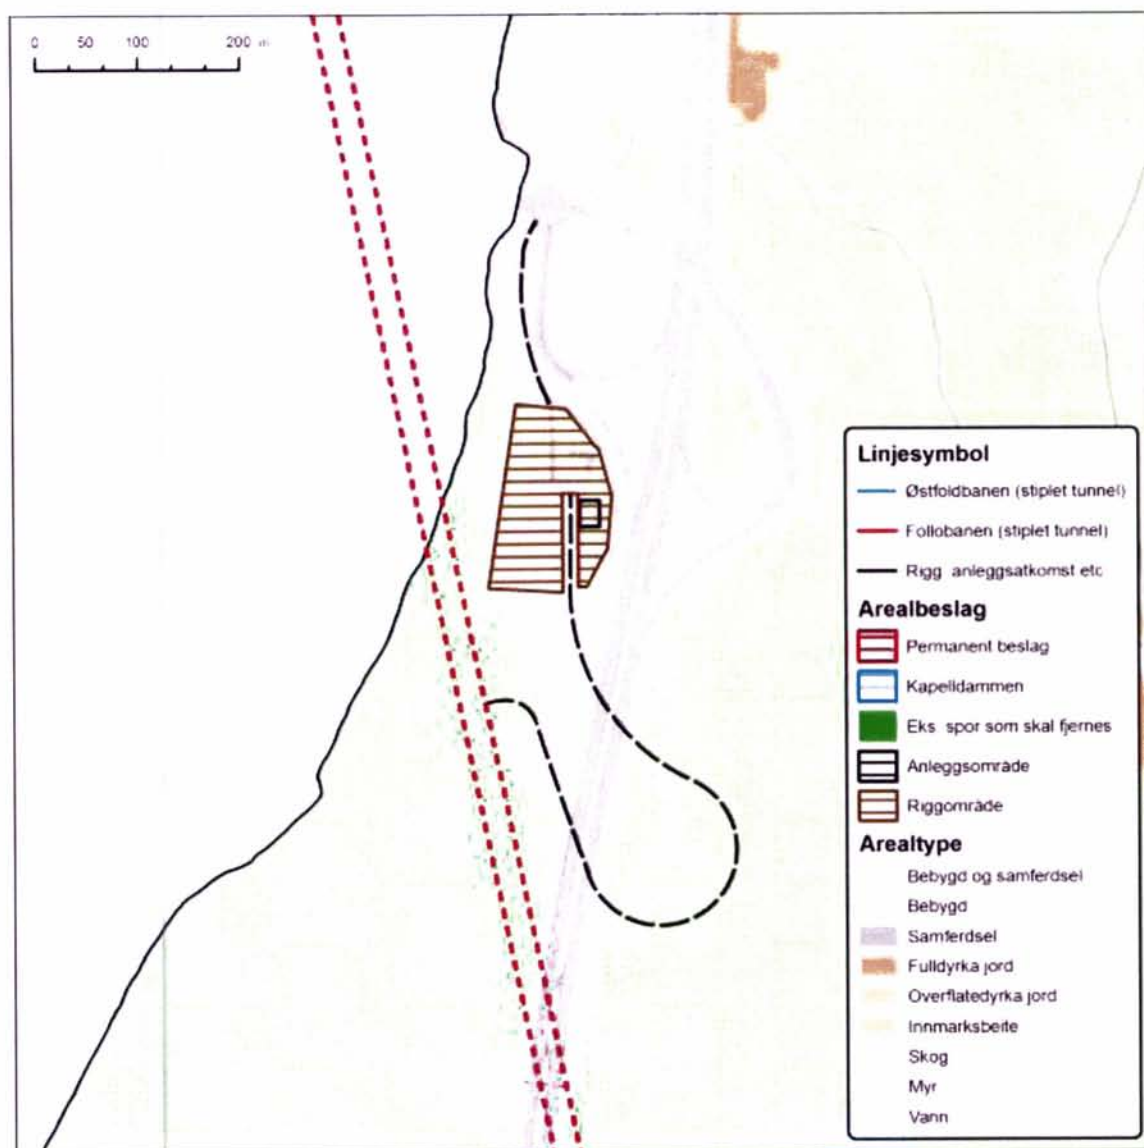 0 50 100 200 m
Linjesymbol
Østfoldbanen (stiplet tunnel)
Follobanen (stiplet tunnel)
Rigg anleggsatkomst etc
Arealbeslag
Permanent beslag
Kapelldammen
Eks spor som skal fjernes
Anleggsområde
Riggområde
Arealtype
Bebygd og samferdsel
Bebygd
Samferdsel
Fulldyrka jord
Overflatedyrka jord
Innmarksbeite
Skog
Myr
Vann